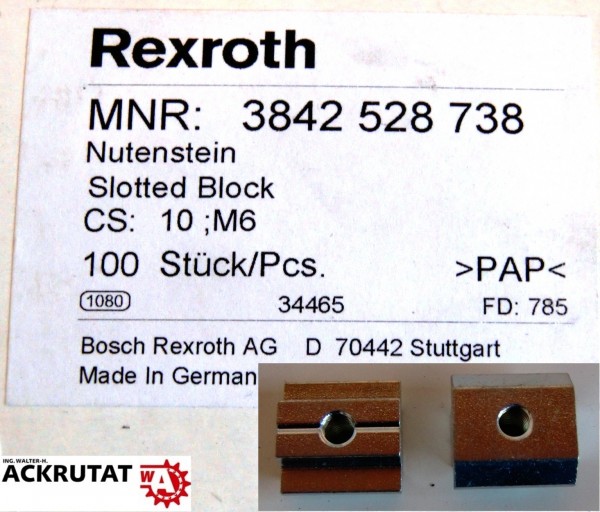 Rexroth
MNR: 3842 528 738
Nutenstein
Slotted Block
CS: 10 ;M6
100 Stück/Pcs. >PAP<
1080 34465 FD: 785
Bosch Rexroth AG D 70442 Stuttgart
Made In German
ING. WALTER-H.
ACKRUTAT WA